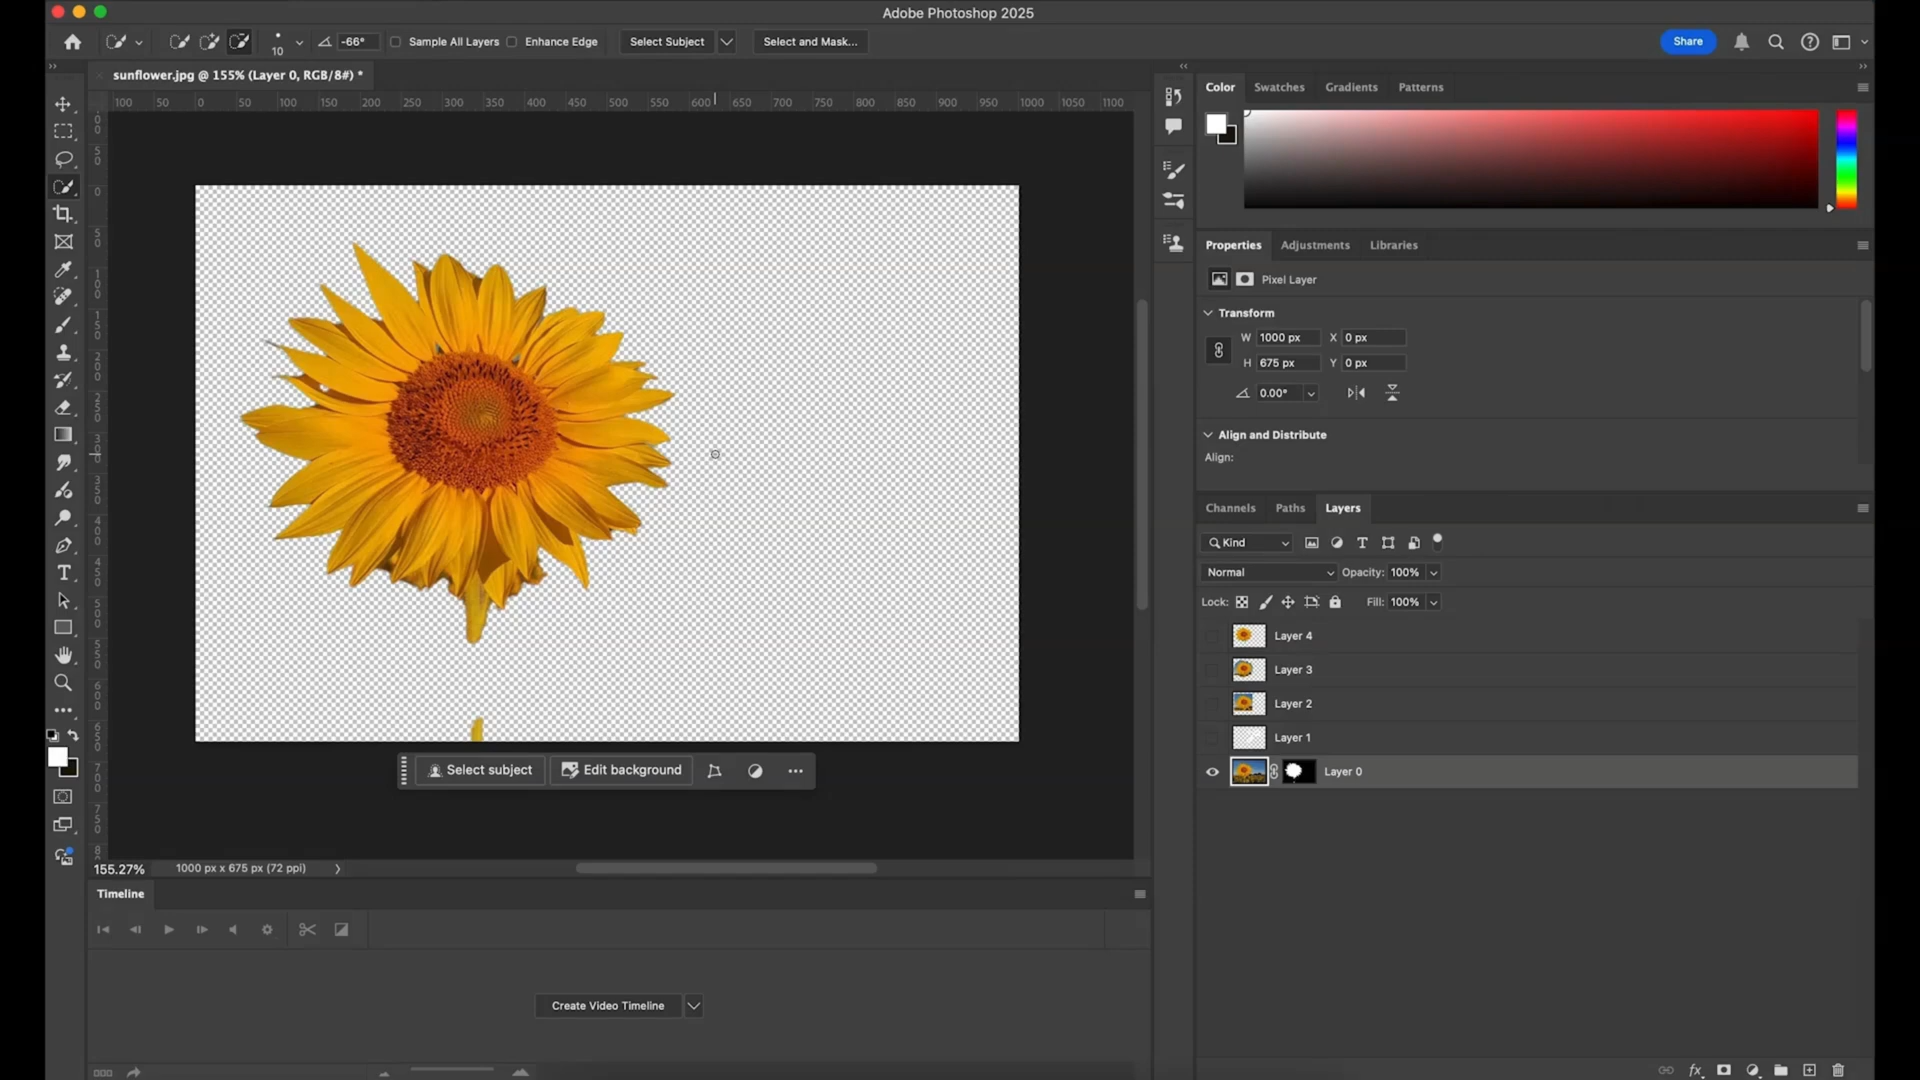 Adobe Photoshop 2025
10
-66°
Sample All Layers
Enhance Edge
Select Subject
Select and Mask...
Share
sunflower.jpg @ 155% (Layer 0, RGB/8#) *
100 50 0 50 100 150 200 250 300 350 400 450 500 550 600 650 700 750 800 850 900 950 1000 1050 1100
Color
Swatches
Gradients
Patterns
Properties
Adjustments
Libraries
Pixel Layer
Transform
W 1000 px X 0 px
H 675 px Y 0 px
0.00°
Align and Distribute
Align:
Channels
Paths
Layers
Kind
Normal
Opacity: 100%
Lock:
Fill: 100%
Layer 4
Layer 3
Layer 2
Layer 1
Layer 0
Select subject
Edit background
155.27%
1000 px x 675 px (72 ppi)
Timeline
Create Video Timeline
fx